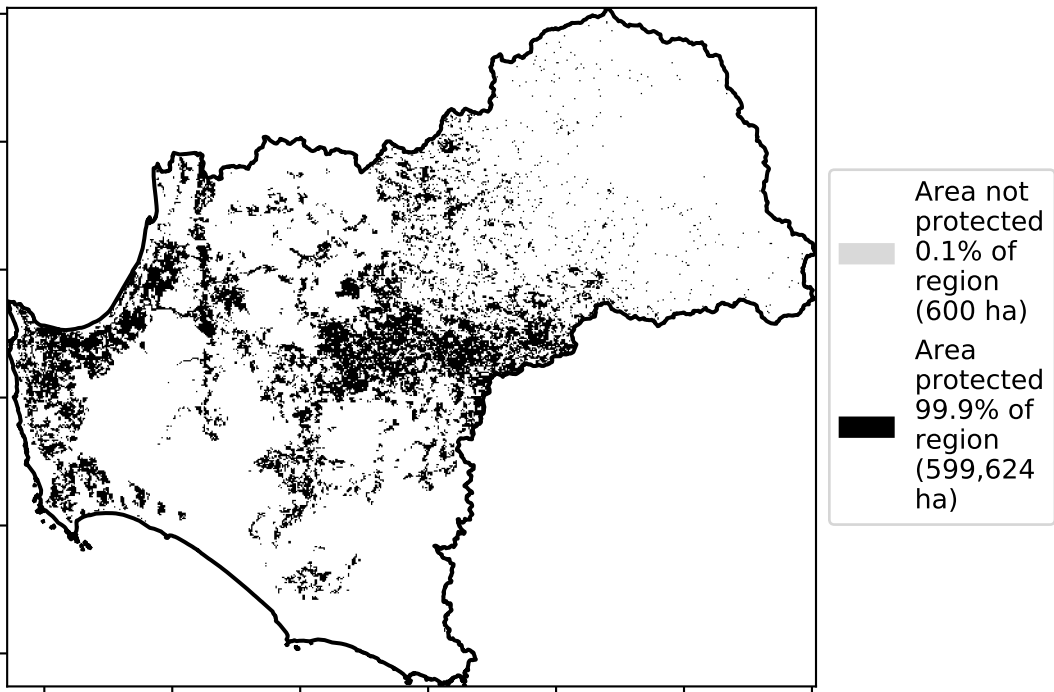 Area not
protected
0.1% of
region
(600 ha)
Area
protected
99.9% of
region
(599,624
ha)